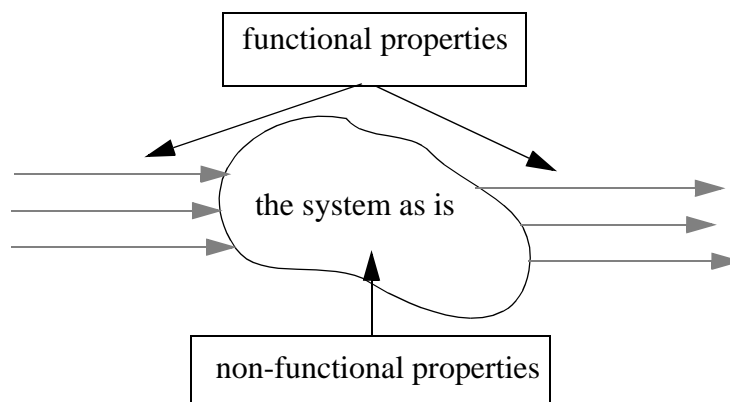 functional properties
the system as is
non-functional properties